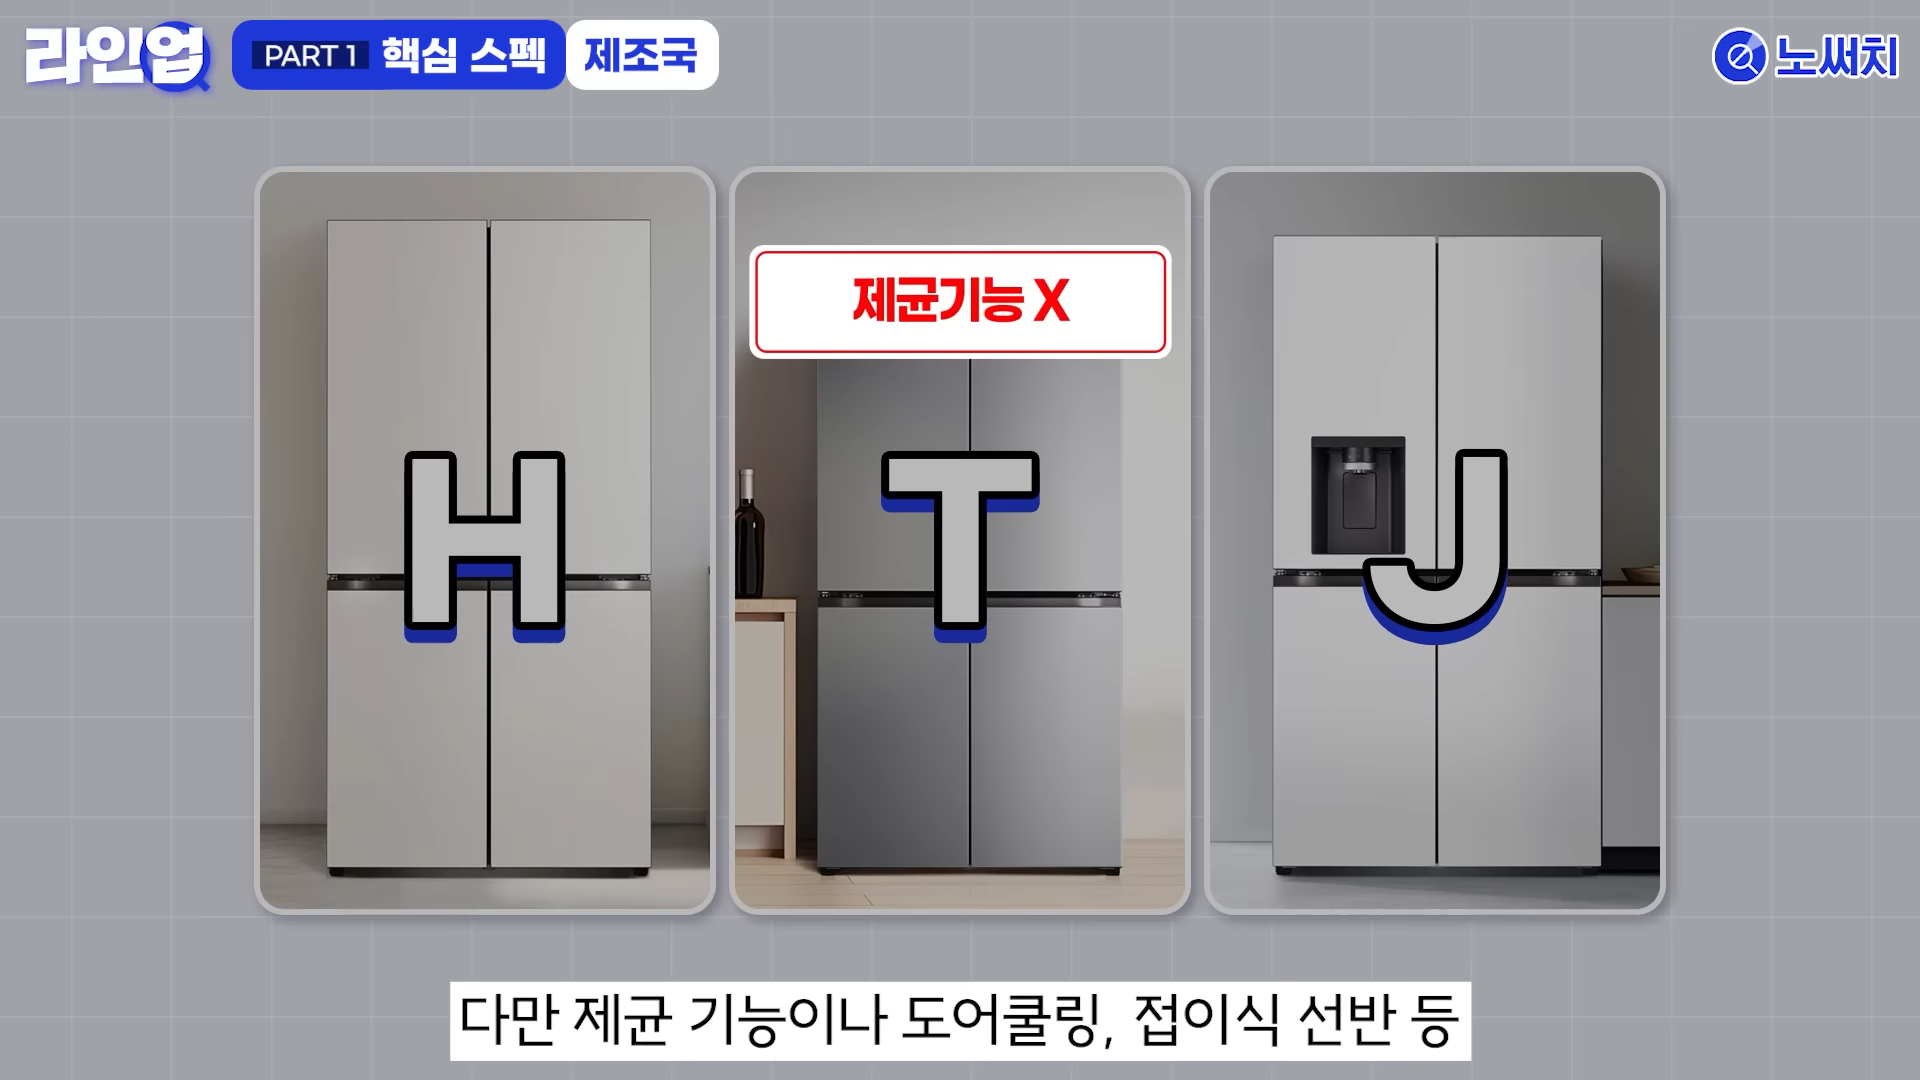 라인업
PART 1 핵심 스펙 제조국
노써치
제균기능 X
H
T
J
다만 제균 기능이나 도어쿨링, 접이식 선반 등